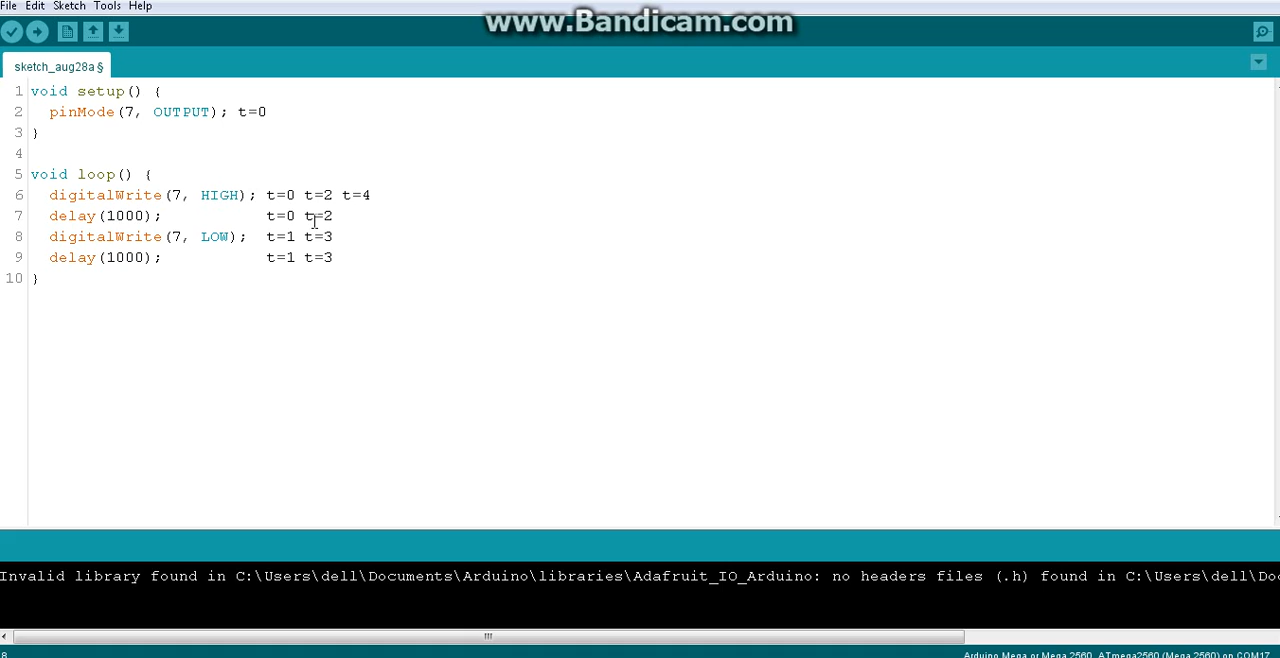 File Edit Sketch Tools Help
www.Bandicam.com
sketch_aug28a §
1 void setup() {
2   pinMode(7, OUTPUT); t=0
3 }
4
5 void loop() {
6   digitalWrite(7, HIGH); t=0 t=2 t=4
7   delay(1000);           t=0 t=2
8   digitalWrite(7, LOW);  t=1 t=3
9   delay(1000);           t=1 t=3
10 }
Invalid library found in C:\Users\dell\Documents\Arduino\libraries\Adafruit_IO_Arduino: no headers files (.h) found in C:\Users\dell\Doc
8 Arduino Mega or Mega 2560, ATmega2560 (Mega 2560) on COM17